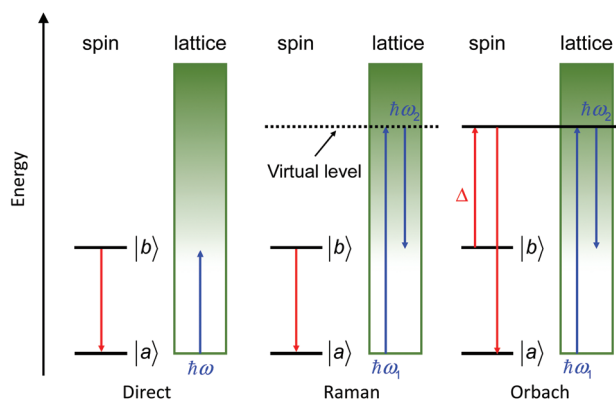 spin lattice spin lattice spin lattice
ħω₂ ħω₂
Virtual level
Energy
Δ
|b⟩ |b⟩ |b⟩
|a⟩ |a⟩ |a⟩
ħω ħω₁ ħω₁
Direct Raman Orbach